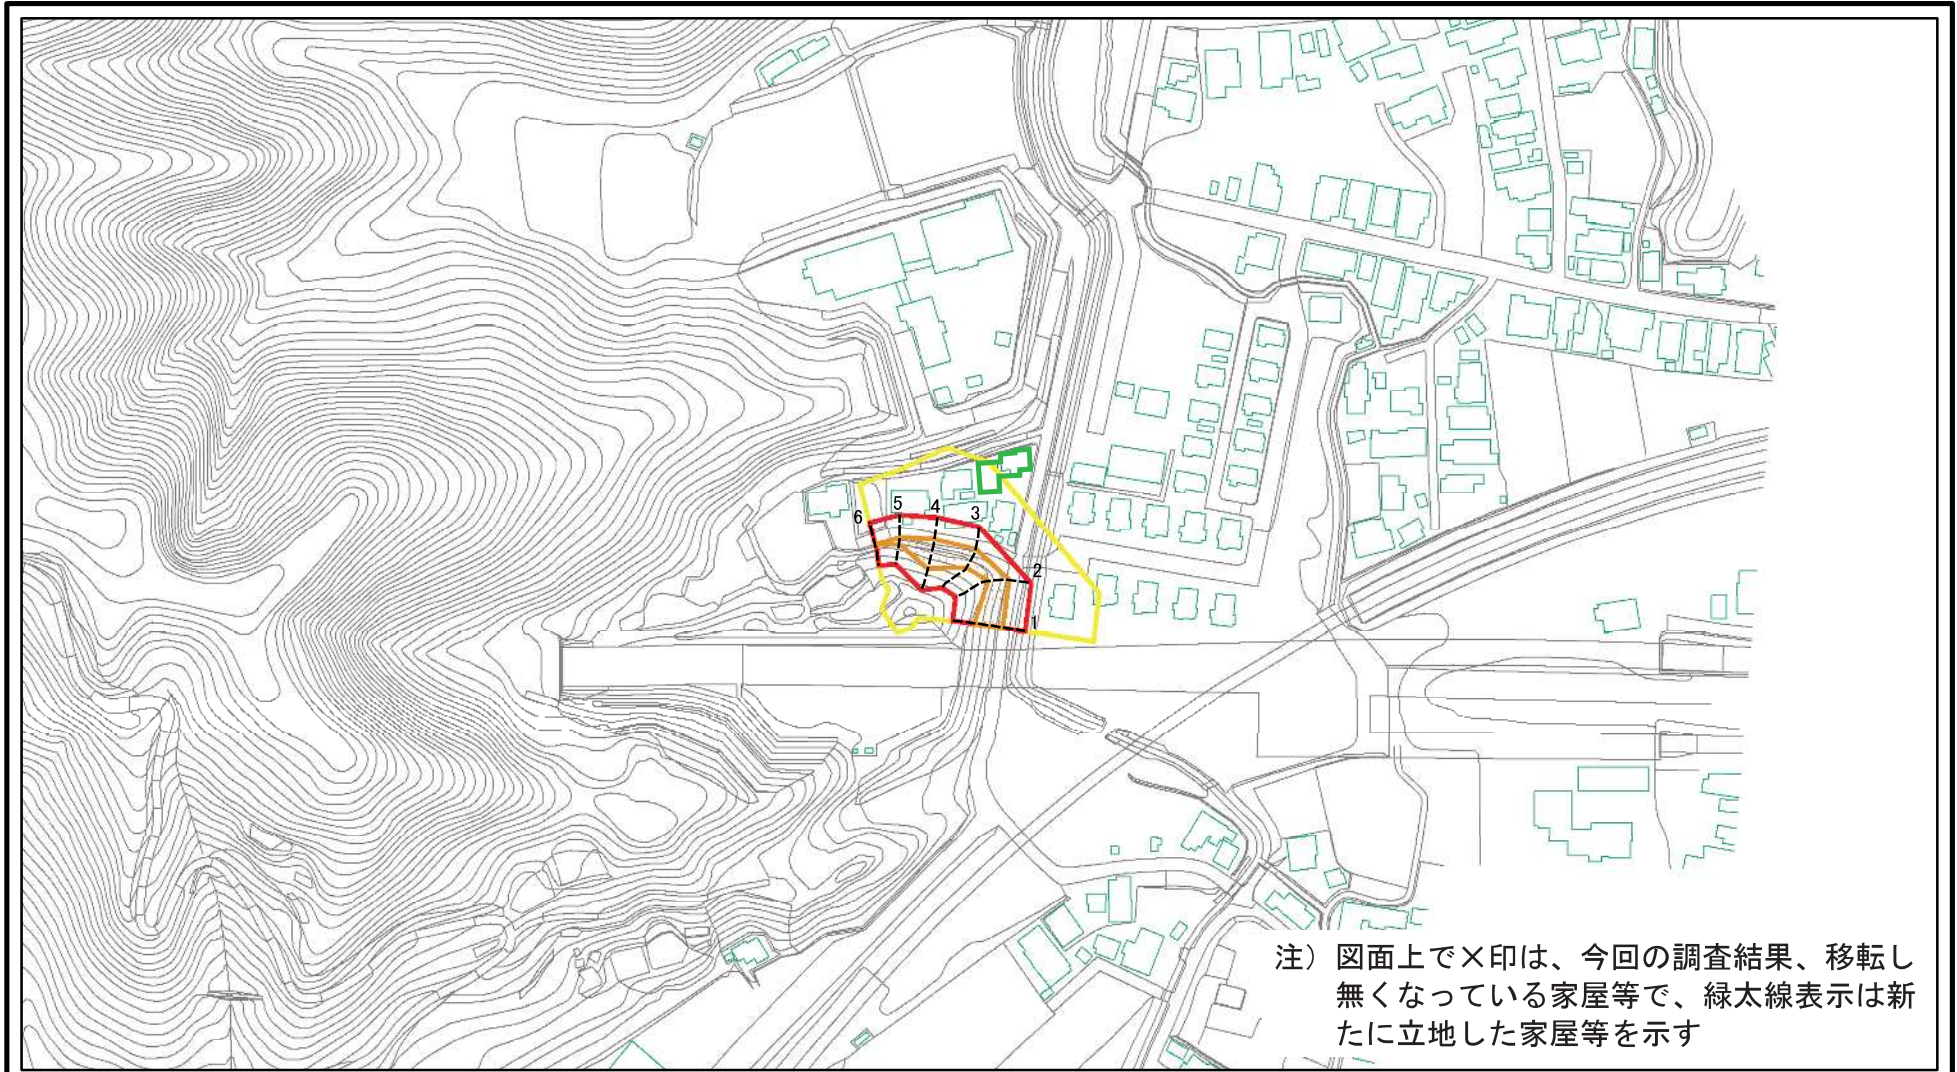 6
5
4
3
2
1
注）図面上で×印は、今回の調査結果、移転し
無くなっている家屋等で、緑太線表示は新
たに立地した家屋等を示す